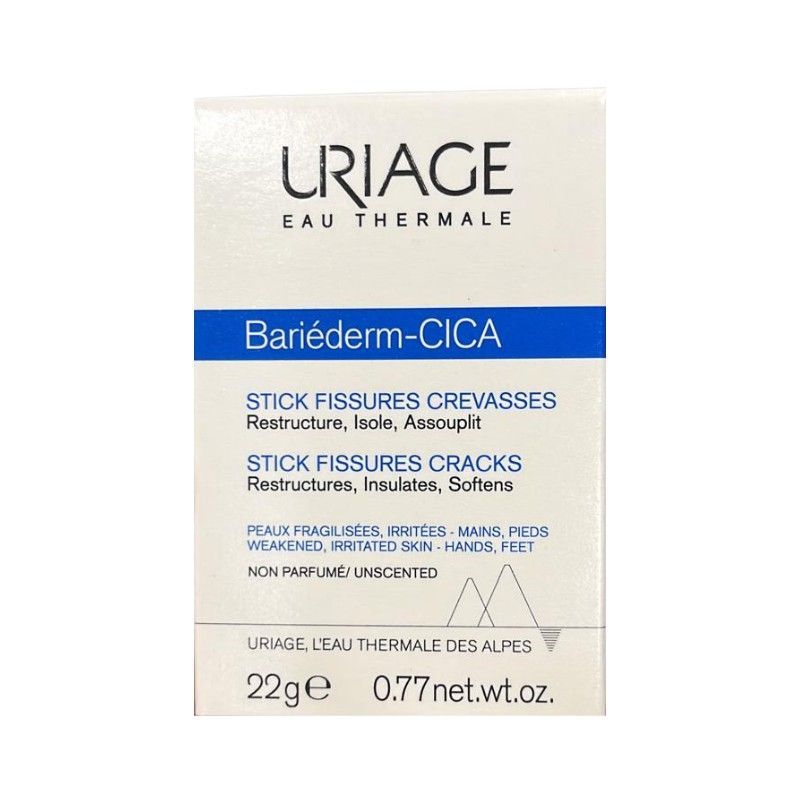 URIAGE
EAU THERMALE
Bariéderm-CICA
STICK FISSURES CREVASSES
Restructure, Isole, Assouplit
STICK FISSURES CRACKS
Restructures, Insulates, Softens
PEAUX FRAGILISÉES, IRRITÉES - MAINS, PIEDS
WEAKENED, IRRITATED SKIN - HANDS, FEET
NON PARFUMÉ/ UNSCENTED
URIAGE, L'EAU THERMALE DES ALPES
22g℮ 0.77net.wt.oz.